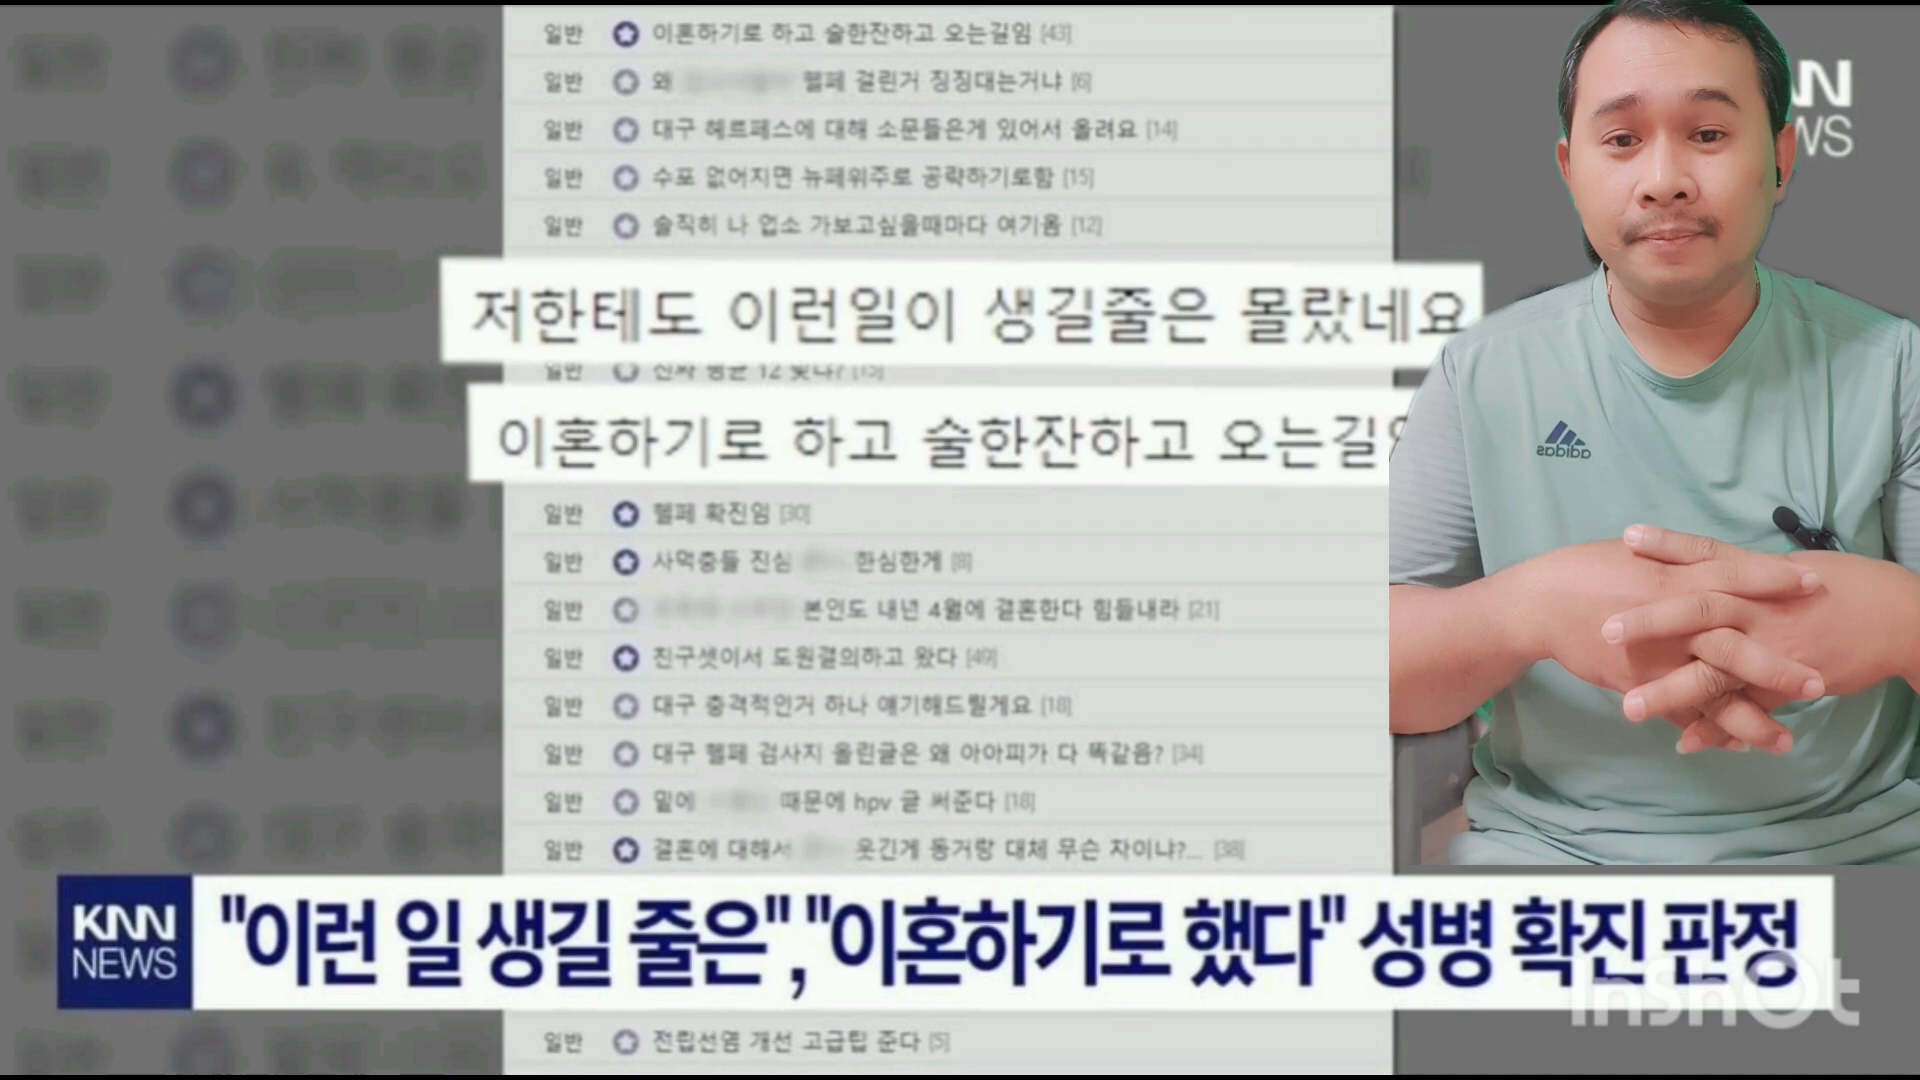 일반 이혼하기로 하고 술한잔하고 오는길임 [43]
일반 왜 헬페 걸린거 징징대는거냐 [6]
일반 대구 헤르페스에 대해 소문들은게 있어서 올려요 [14]
일반 수포 없어지면 뉴페위주로 공략하기로함 [15]
일반 솔직히 나 업소 가보고싶을때마다 여기옴 [12]
저한테도 이런일이 생길줄은 몰랐네요
일반 진짜 평균 12 맞냐? [15]
이혼하기로 하고 술한잔하고 오는길
일반 헬페 확진임 [30]
일반 사먹충들 진심 한심한게 [8]
일반 본인도 내년 4월에 결혼한다 힘들내라 [21]
일반 친구셋이서 도원결의하고 왔다 [49]
일반 대구 충격적인거 하나 얘기해드릴게요 [18]
일반 대구 헬페 검사지 올린글은 왜 아아피가 다 똑같음? [34]
일반 밑에 때문에 hpv 글 써준다 [18]
일반 결혼에 대해서 웃긴게 동거랑 대체 무슨 차이냐?... [38]
KNN NEWS
"이런 일 생길 줄은", "이혼하기로 했다" 성병 확진 판정
일반 전립선염 개선 고급팁 준다 [5]
adidas
InShOt